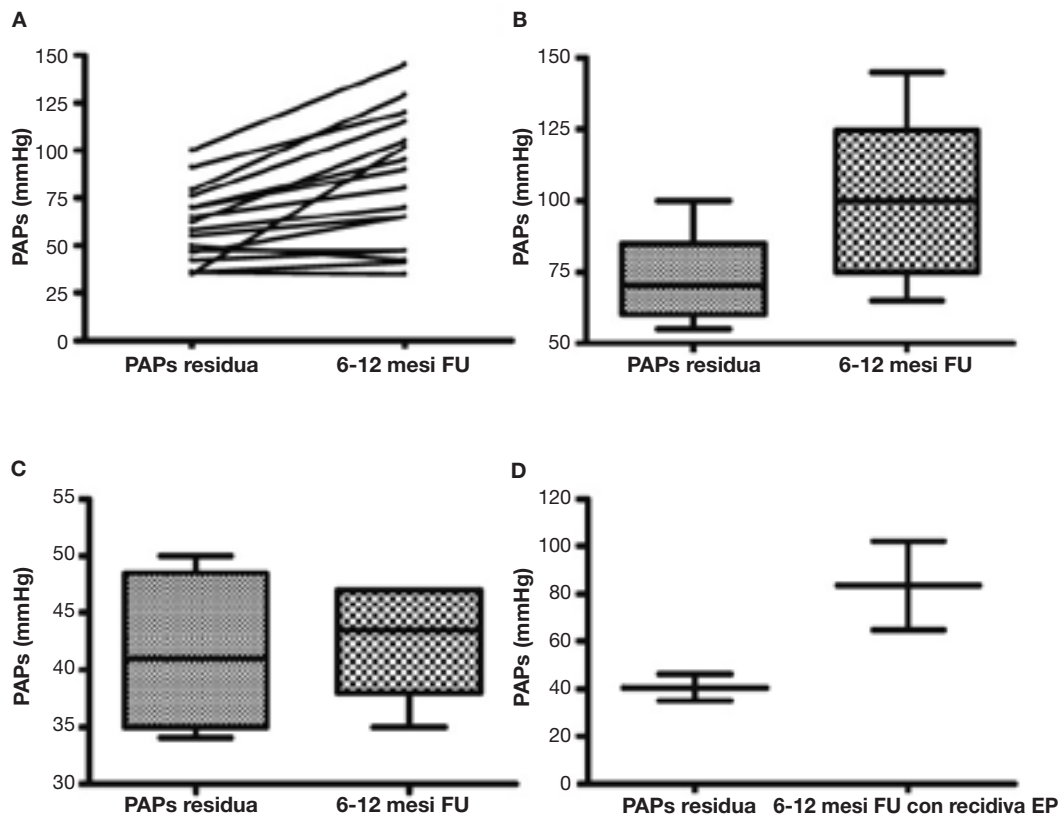 A
PAPs (mmHg)
150
125
100
75
50
25
0
PAPs residua 6-12 mesi FU
B
PAPs (mmHg)
150
125
100
75
50
PAPs residua 6-12 mesi FU
C
PAPs (mmHg)
55
50
45
40
35
30
PAPs residua 6-12 mesi FU
D
PAPs (mmHg)
120
100
80
60
40
20
0
PAPs residua 6-12 mesi FU con recidiva EP